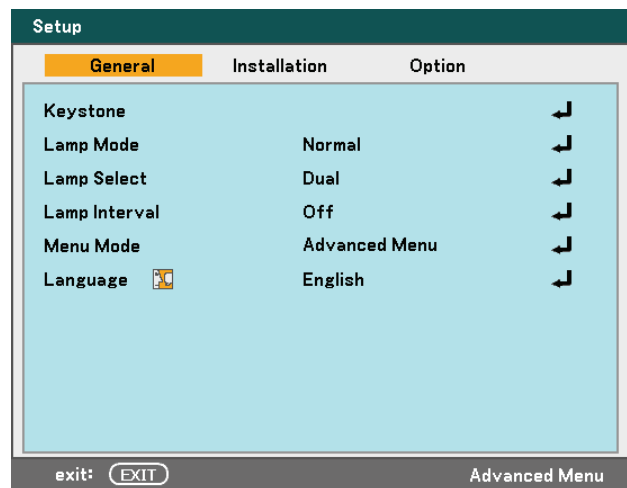 Setup
General Installation Option
Keystone
Lamp Mode Normal
Lamp Select Dual
Lamp Interval Off
Menu Mode Advanced Menu
Language English
exit: EXIT Advanced Menu